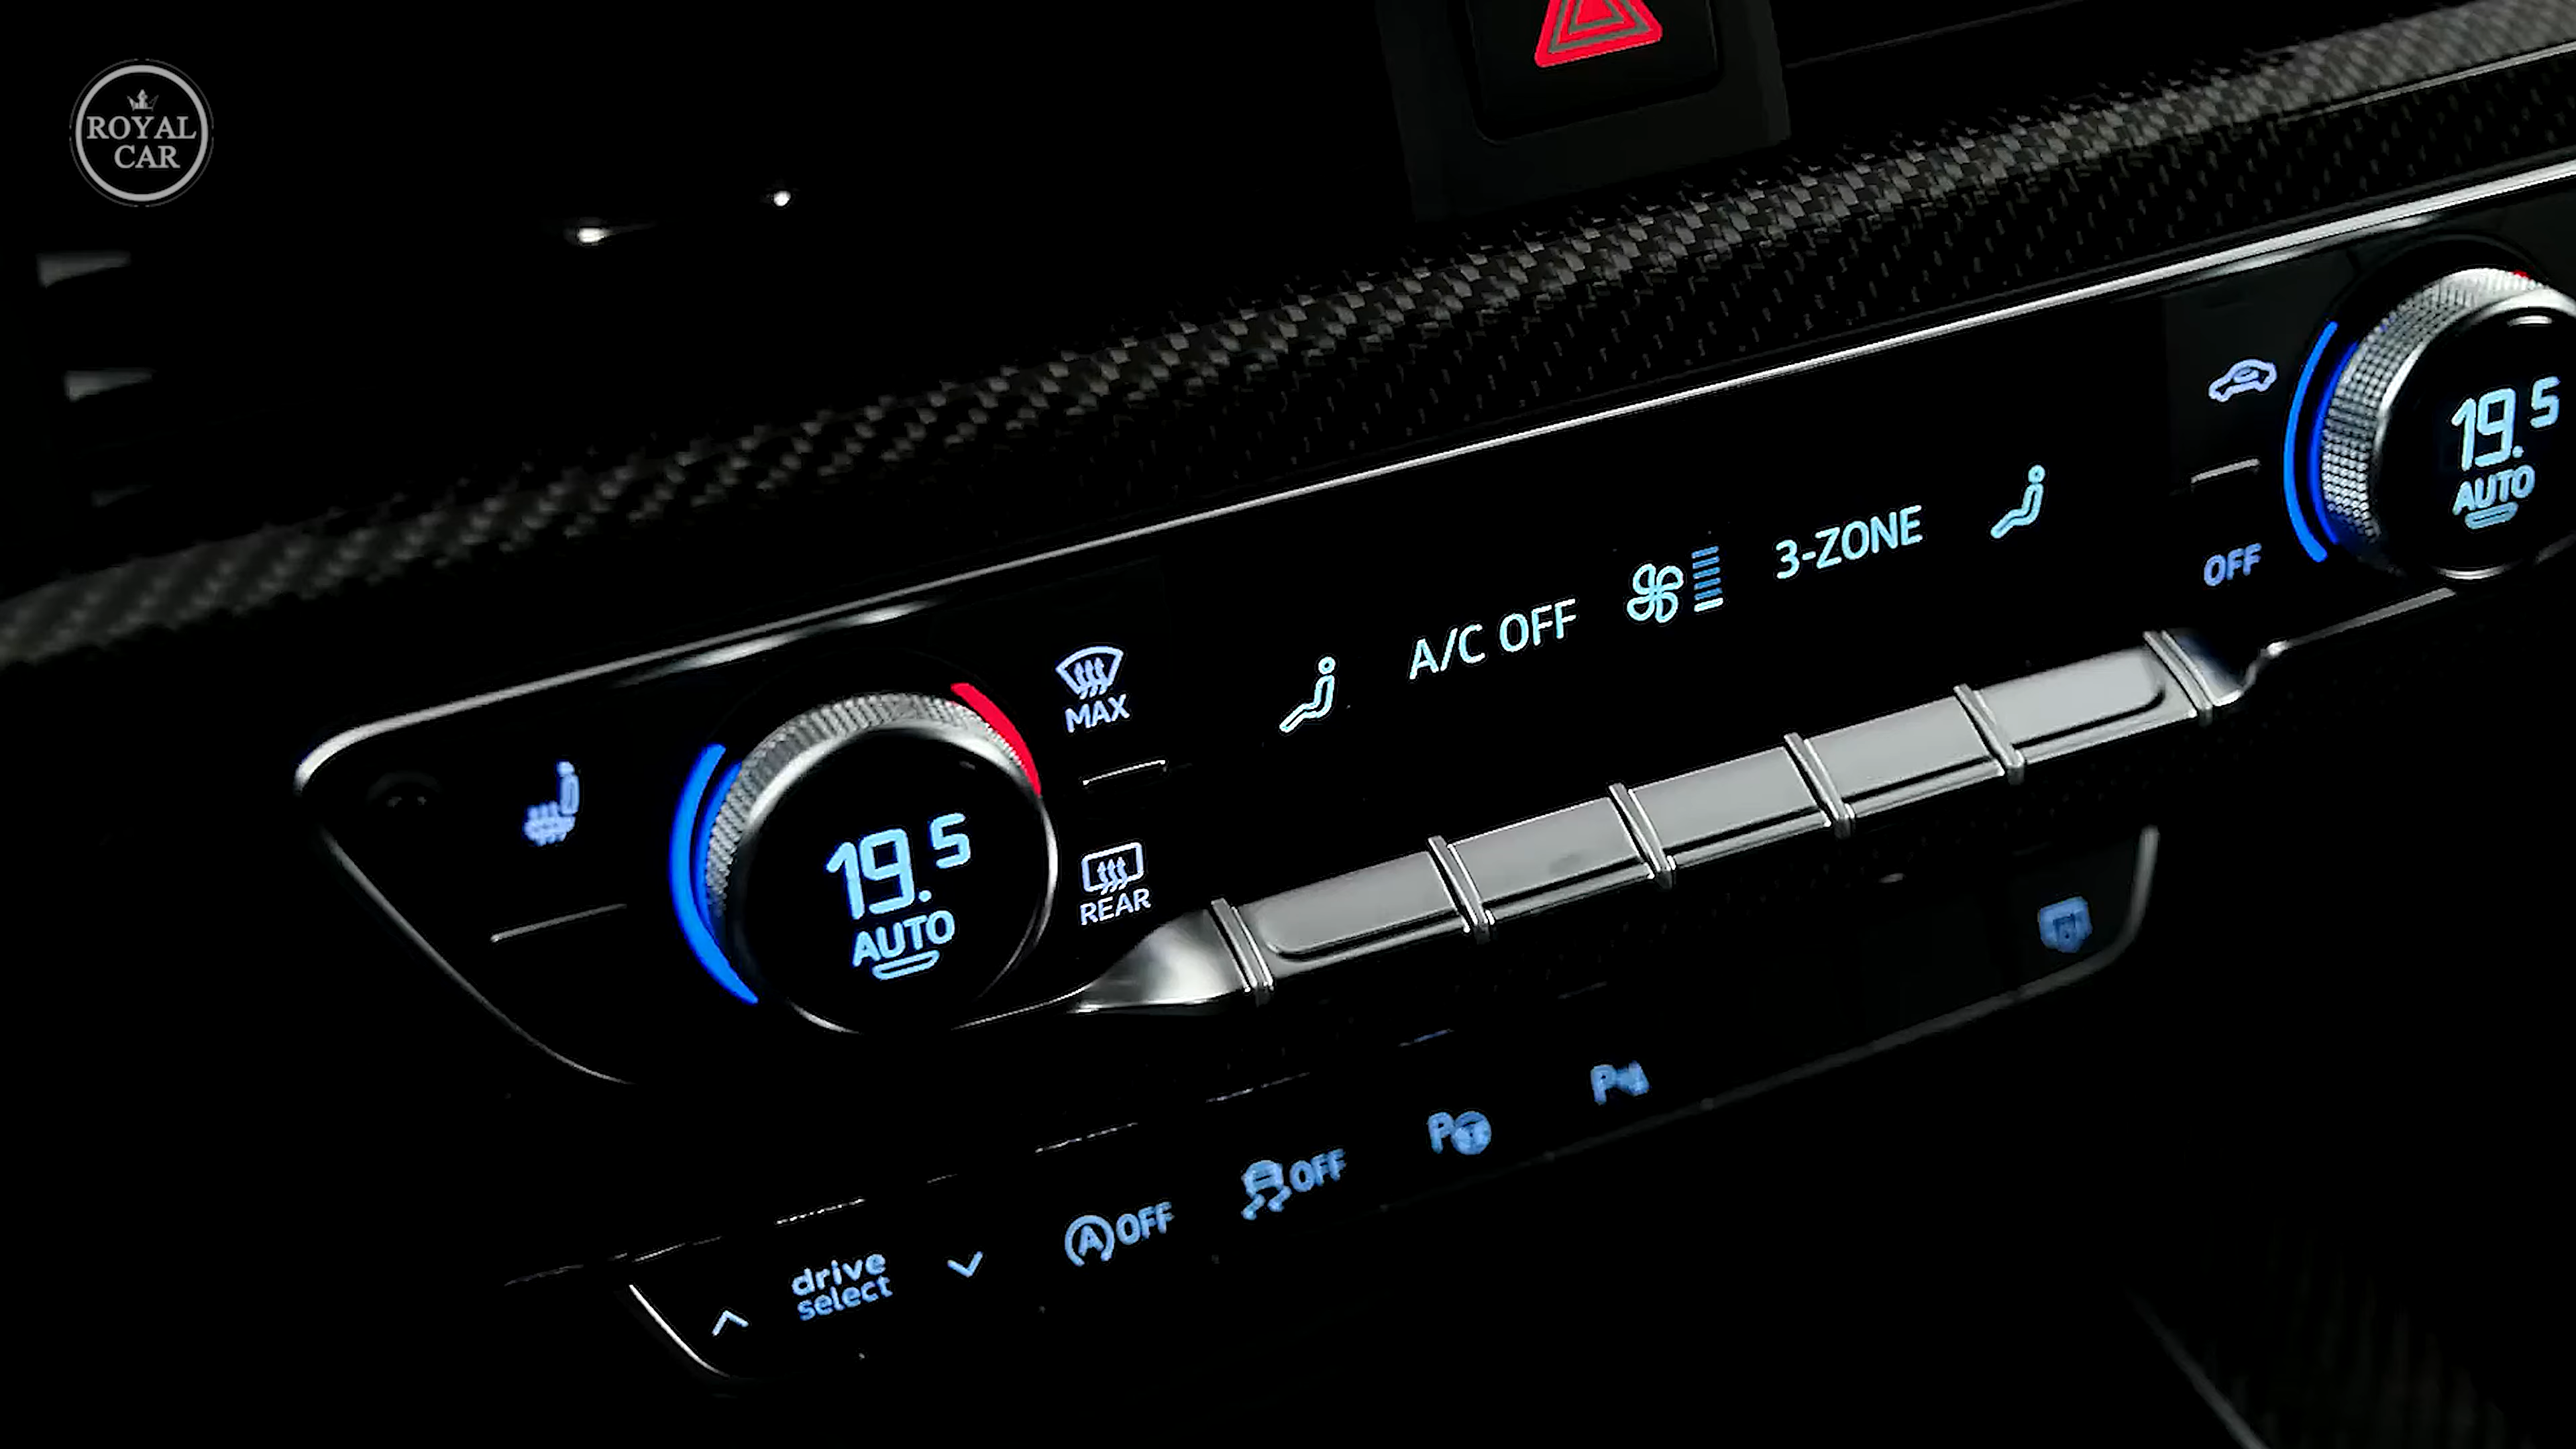 ROYAL
CAR
19.5
AUTO
MAX
REAR
A/C OFF
3-ZONE
OFF
19.5
AUTO
drive
select
A OFF
OFF
P
P